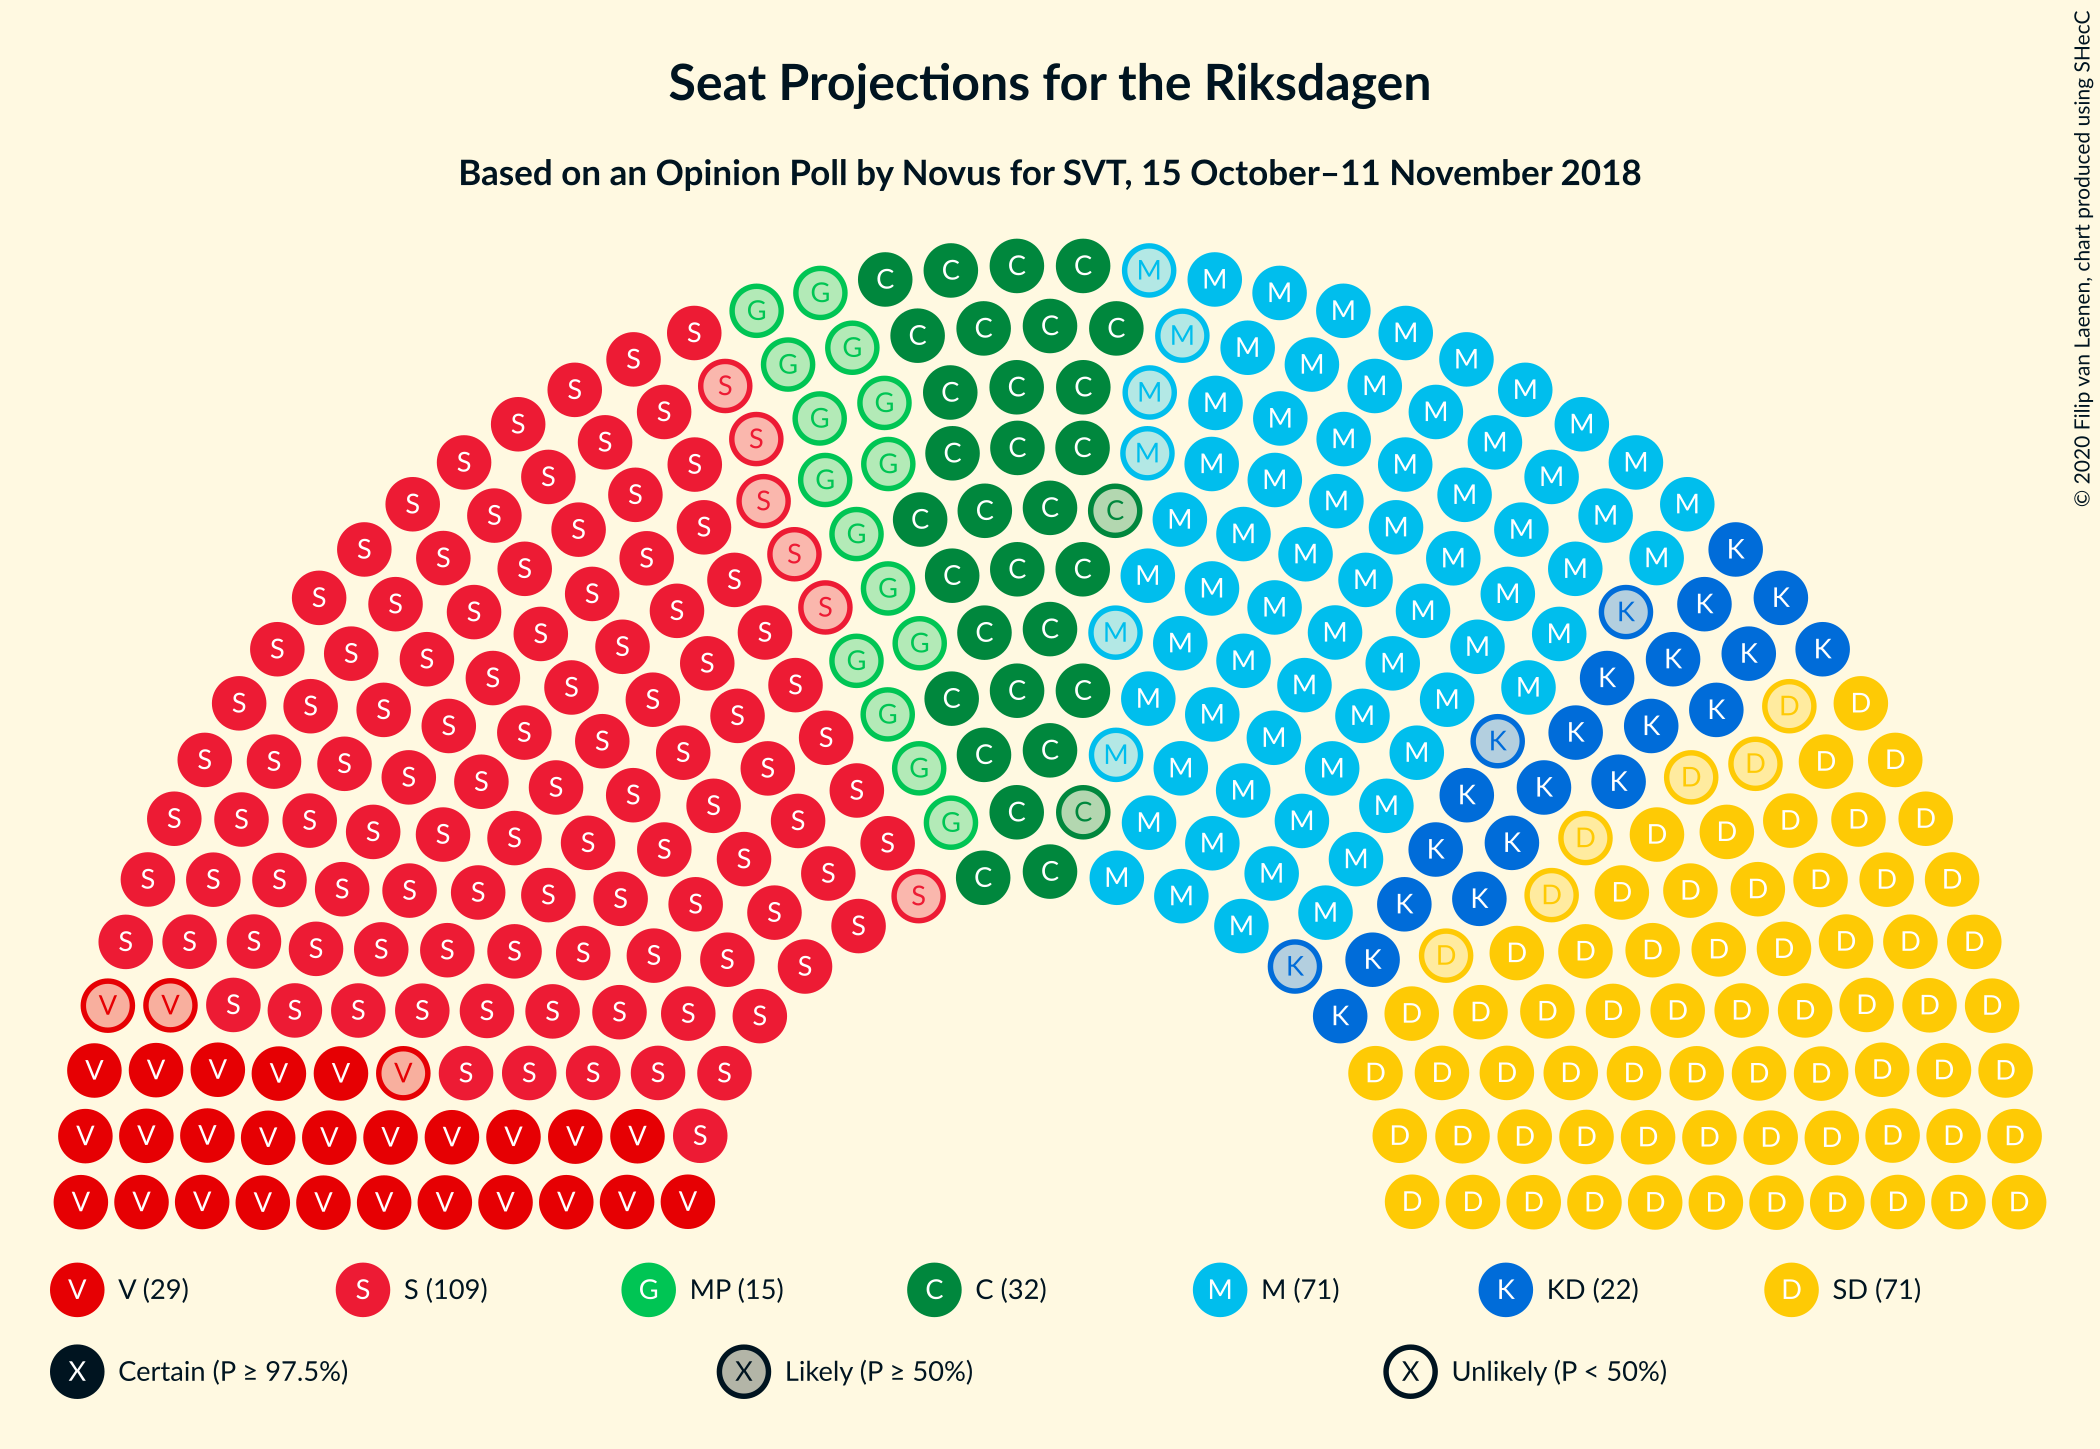 Seat Projections for the Riksdagen
Based on an Opinion Poll by Novus for SVT, 15 October–11 November 2018
© 2020 Filip van Laenen, chart produced using SHecC
V V (29) S S (109) G MP (15) C C (32) M M (71) K KD (22) D SD (71)
X Certain (P ≥ 97.5%) X Likely (P ≥ 50%) X Unlikely (P < 50%)